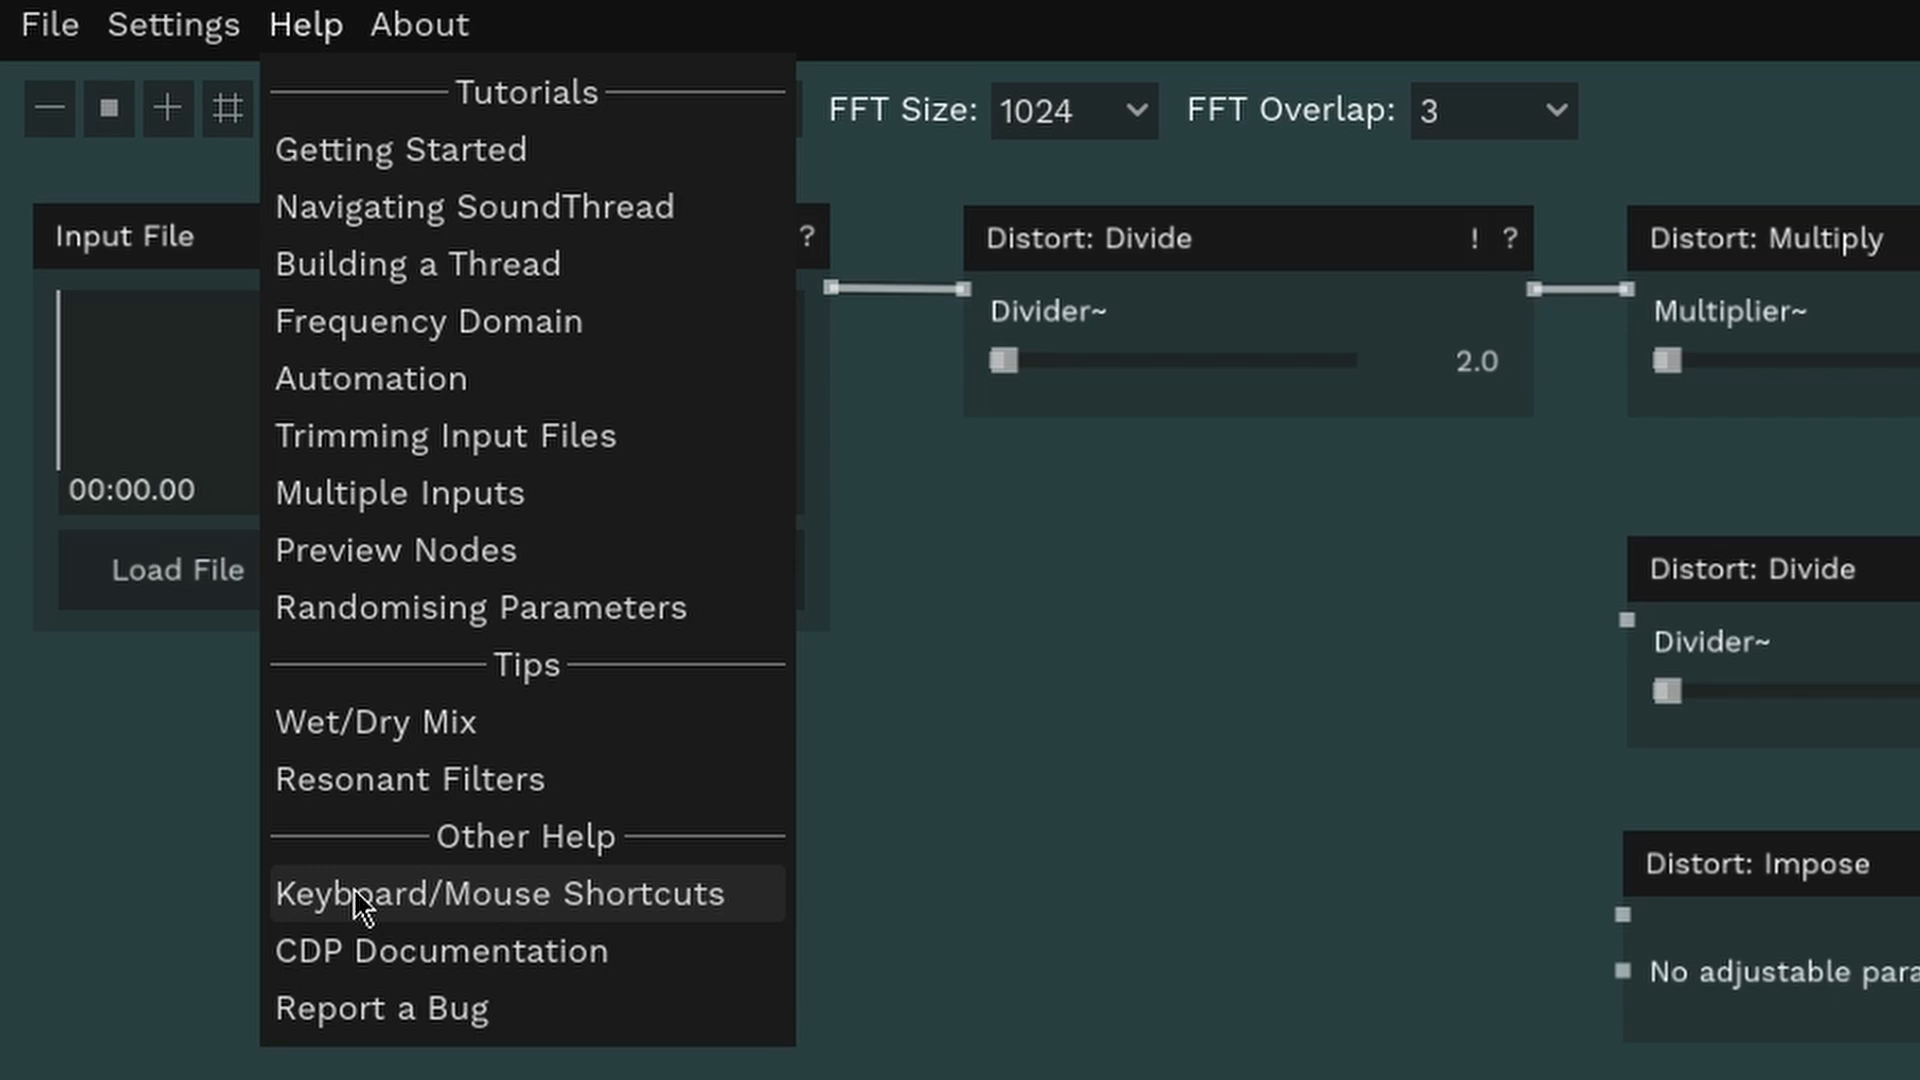 File Settings Help About
Tutorials
Getting Started
Navigating SoundThread
Building a Thread
Frequency Domain
Automation
Trimming Input Files
Multiple Inputs
Preview Nodes
Randomising Parameters
Tips
Wet/Dry Mix
Resonant Filters
Other Help
Keyboard/Mouse Shortcuts
CDP Documentation
Report a Bug
FFT Size: 1024 FFT Overlap: 3
Input File ?
00:00.00
Load File
Distort: Divide ! ?
Divider~
2.0
Distort: Multiply
Multiplier~
Distort: Divide
Divider~
Distort: Impose
No adjustable para